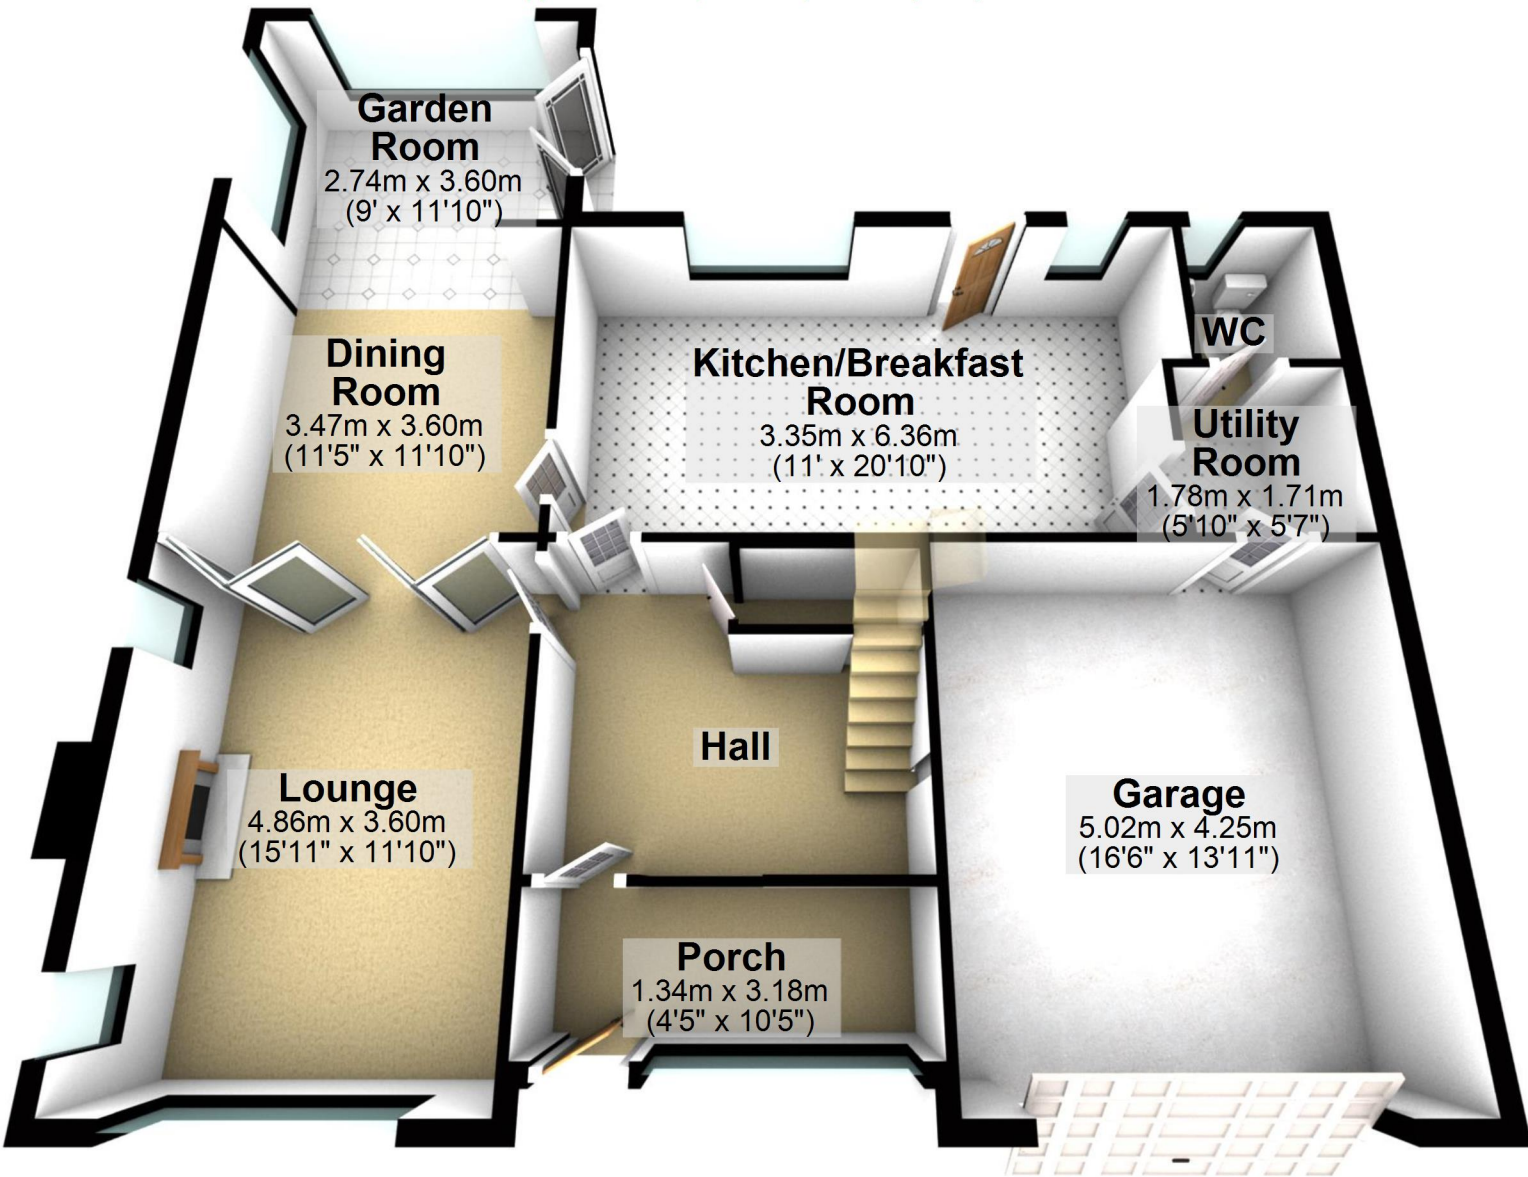 Garden
Room
2.74m x 3.60m
(9' x 11'10")
Dining
Room
3.47m x 3.60m
(11'5" x 11'10")
Kitchen/Breakfast
Room
3.35m x 6.36m
(11' x 20'10")
WC
Utility
Room
1.78m x 1.71m
(5'10" x 5'7")
Hall
Lounge
4.86m x 3.60m
(15'11" x 11'10")
Garage
5.02m x 4.25m
(16'6" x 13'11")
Porch
1.34m x 3.18m
(4'5" x 10'5")